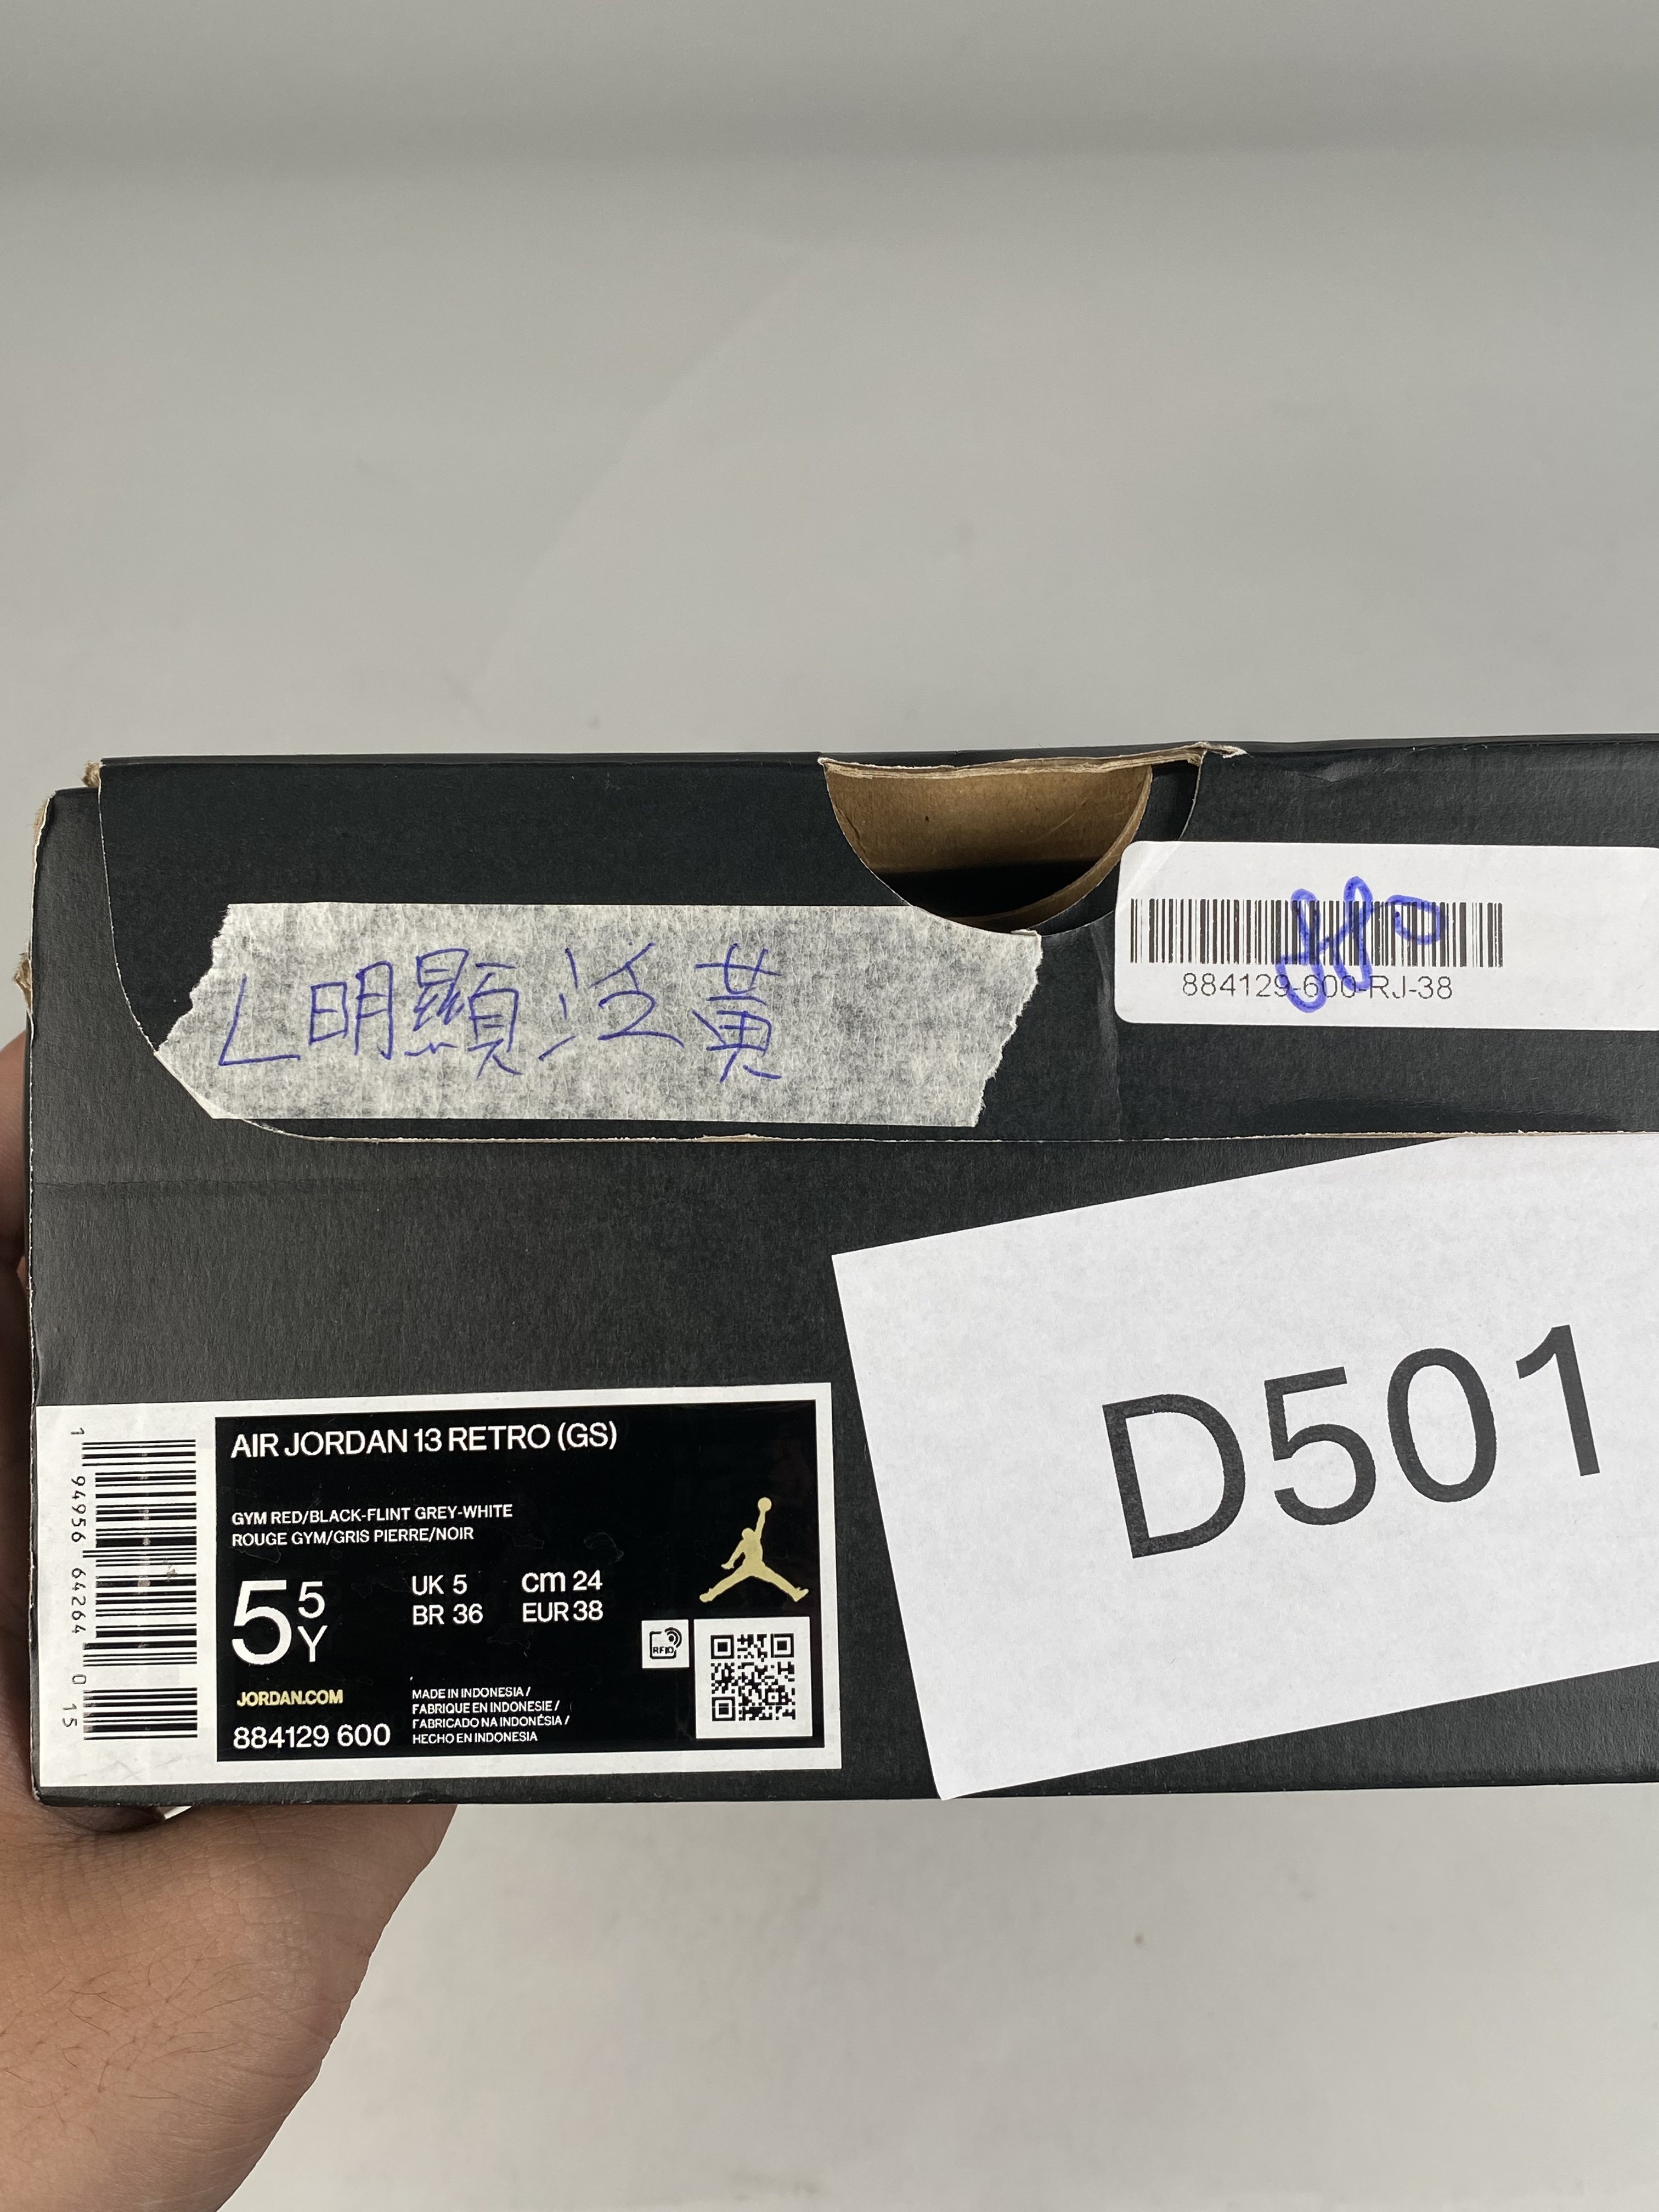 L 明顯泛黃
884129-600-RJ-38
D501
AIR JORDAN 13 RETRO (GS)
GYM RED/BLACK-FLINT GREY-WHITE
ROUGE GYM/GRIS PIERRE/NOIR
5 5Y
UK 5 cm 24
BR 36 EUR 38
RFID
JORDAN.COM
884129 600
MADE IN INDONESIA /
FABRIQUE EN INDONESIE /
FABRICADO NA INDONÉSIA /
HECHO EN INDONESIA
1 94956 64264 0 15